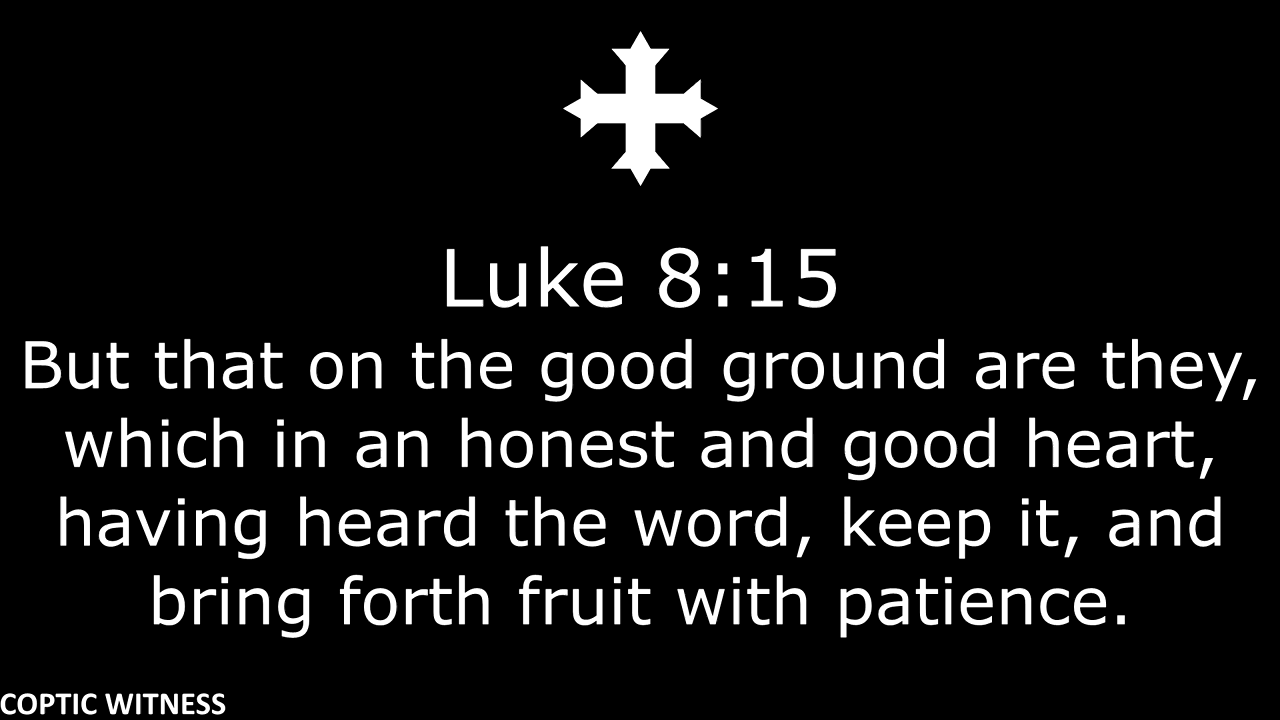 Luke 8:15
But that on the good ground are they,
which in an honest and good heart,
having heard the word, keep it, and
bring forth fruit with patience.
COPTIC WITNESS